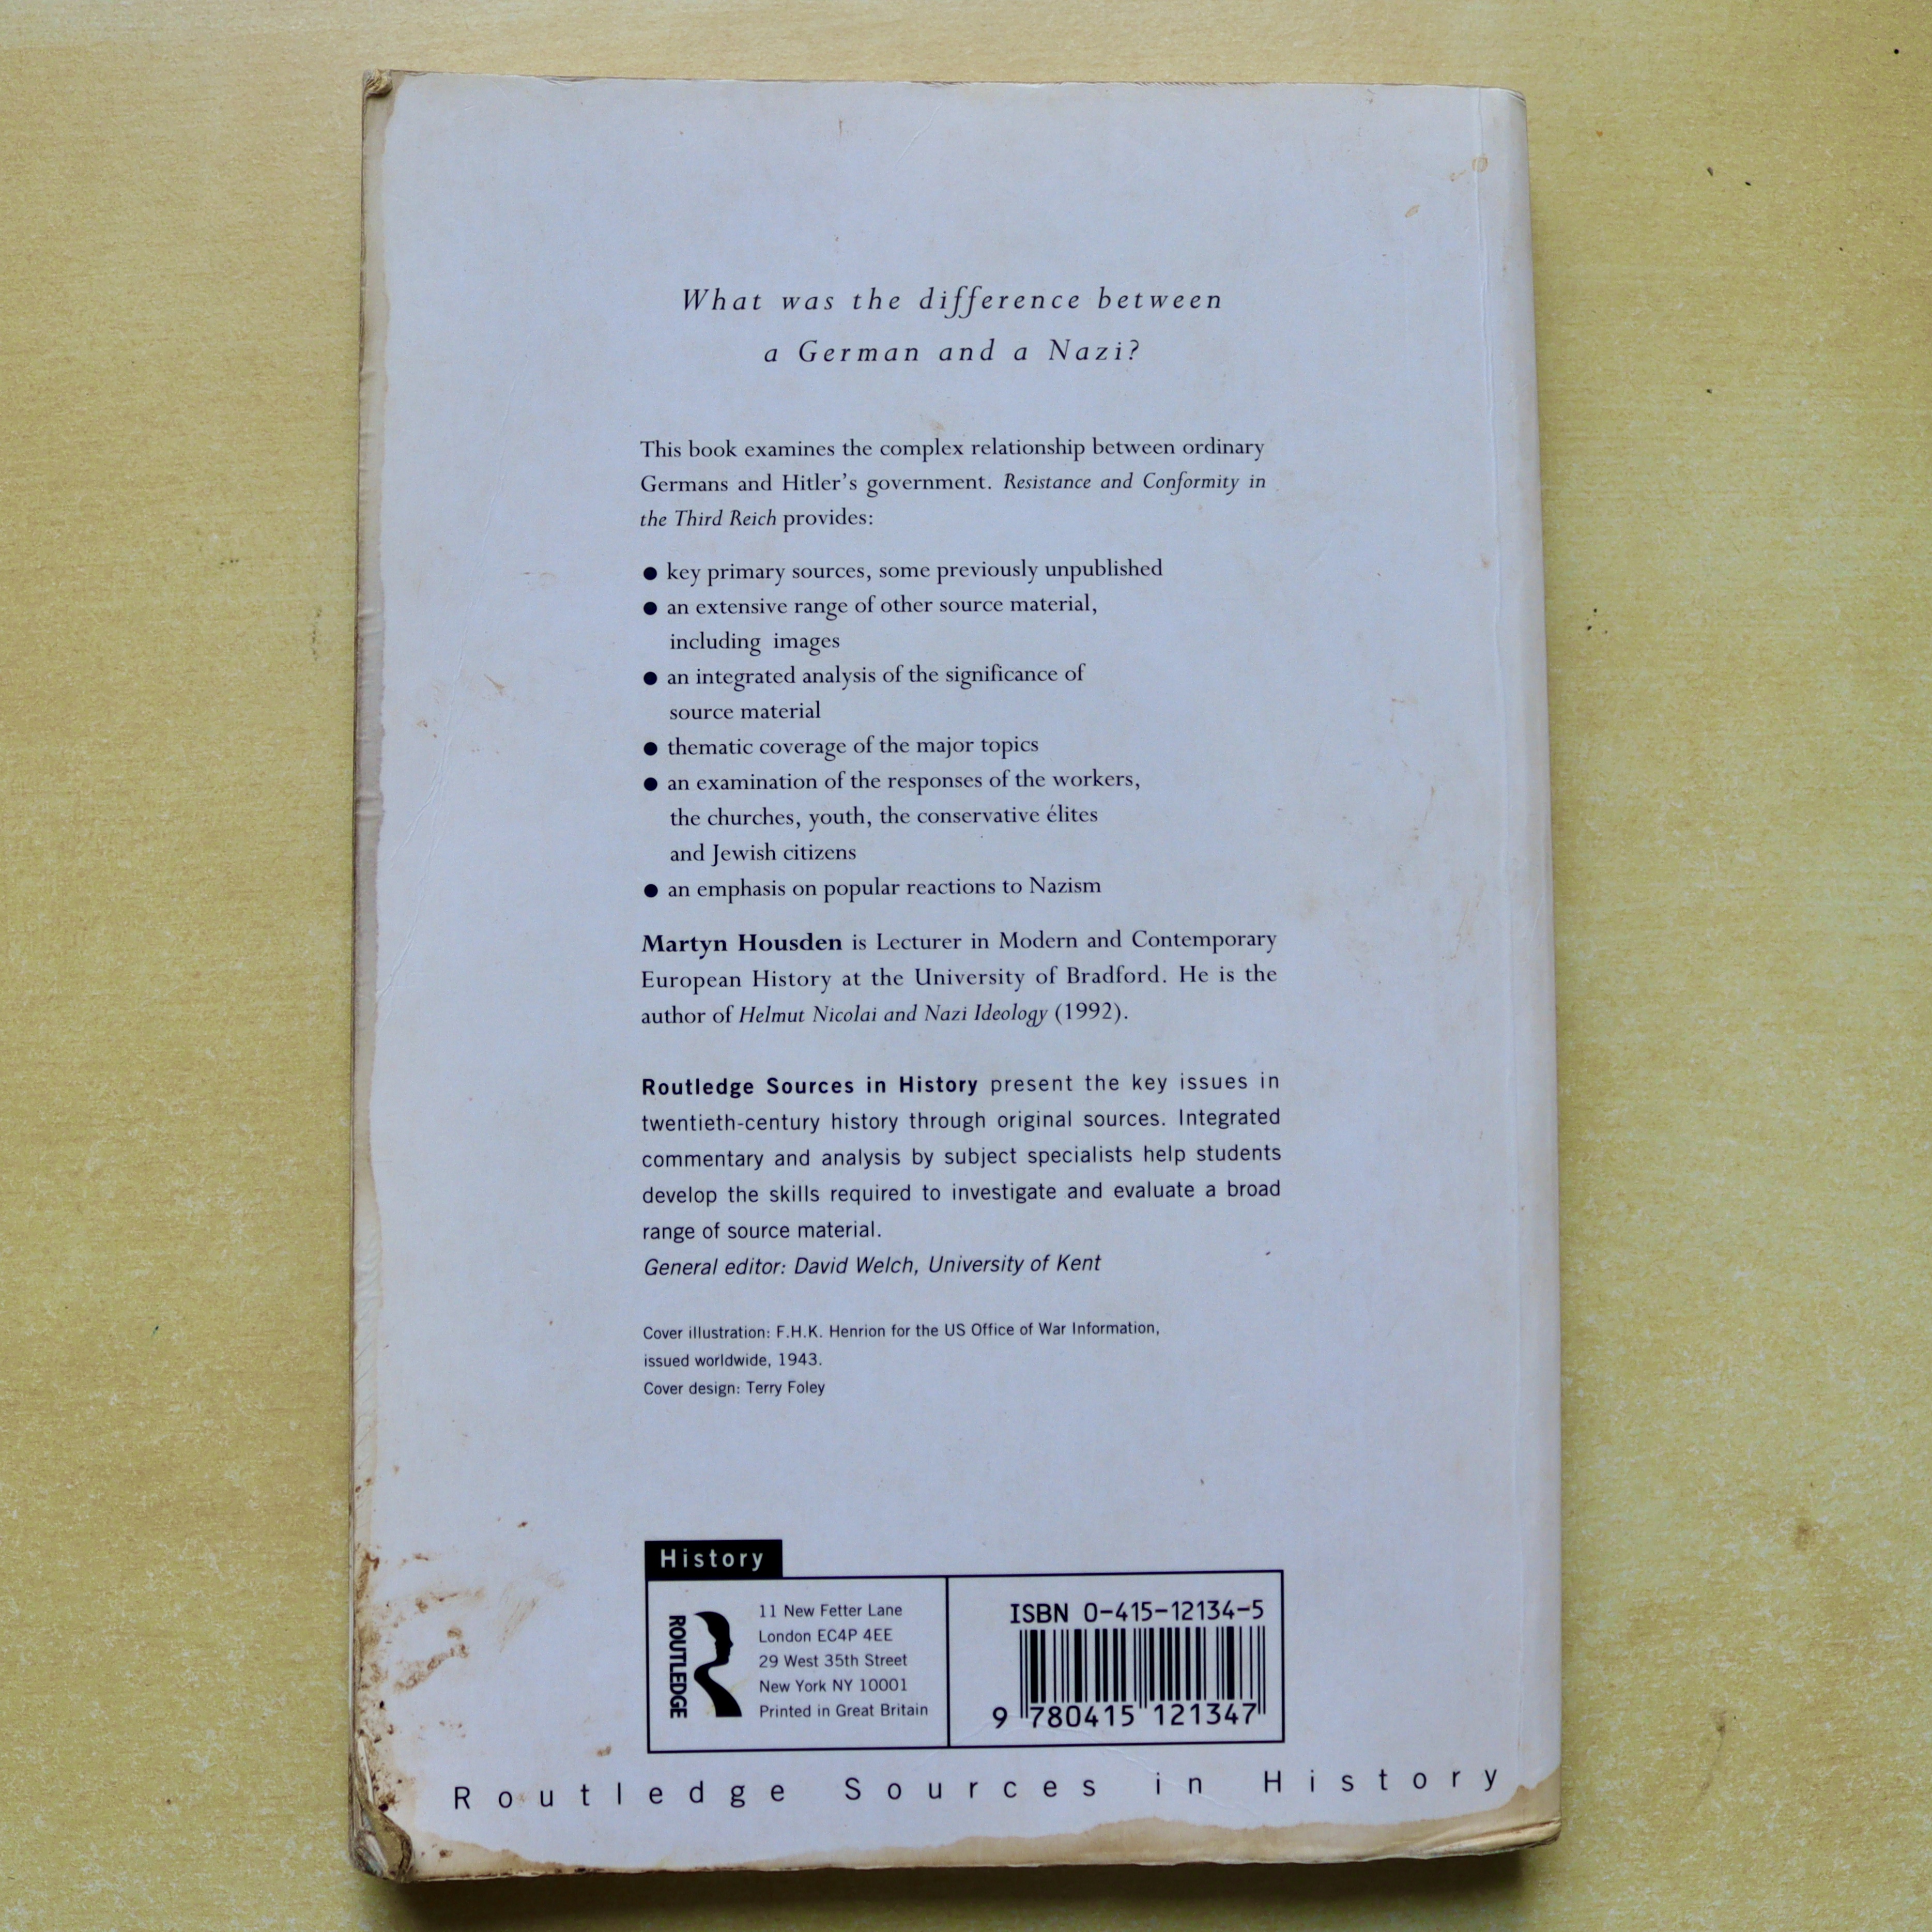 What was the difference between
a German and a Nazi?
This book examines the complex relationship between ordinary
Germans and Hitler's government. Resistance and Conformity in
the Third Reich provides:
● key primary sources, some previously unpublished
● an extensive range of other source material,
including images
● an integrated analysis of the significance of
source material
● thematic coverage of the major topics
● an examination of the responses of the workers,
the churches, youth, the conservative élites
and Jewish citizens
● an emphasis on popular reactions to Nazism
Martyn Housden is Lecturer in Modern and Contemporary
European History at the University of Bradford. He is the
author of Helmut Nicolai and Nazi Ideology (1992).
Routledge Sources in History present the key issues in
twentieth-century history through original sources. Integrated
commentary and analysis by subject specialists help students
develop the skills required to investigate and evaluate a broad
range of source material.
General editor: David Welch, University of Kent
Cover illustration: F.H.K. Henrion for the US Office of War Information,
issued worldwide, 1943.
Cover design: Terry Foley
History
ROUTLEDGE
11 New Fetter Lane
London EC4P 4EE
29 West 35th Street
New York NY 10001
Printed in Great Britain
ISBN 0-415-12134-5
9 780415 121347
Routledge Sources in History